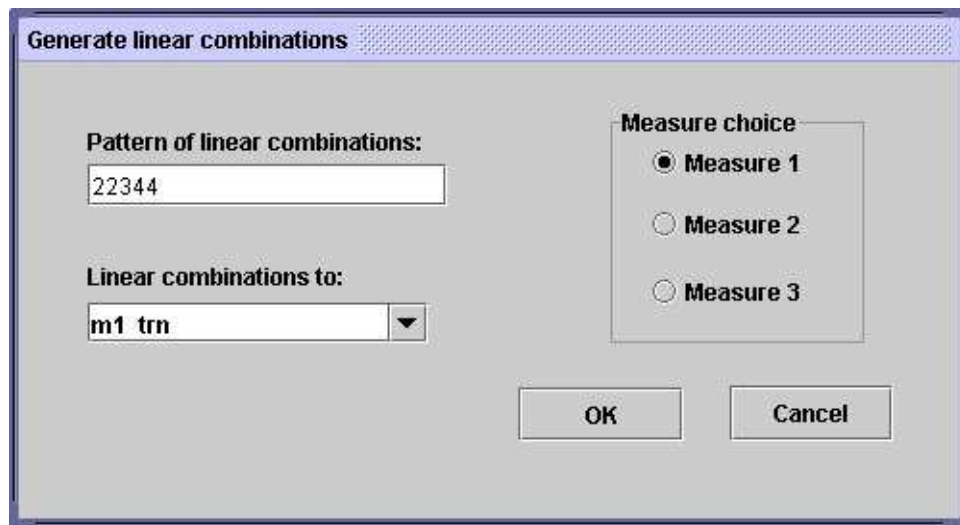 Generate linear combinations
Pattern of linear combinations:
22344
Linear combinations to:
m1 trn
Measure choice
Measure 1
Measure 2
Measure 3
OK
Cancel